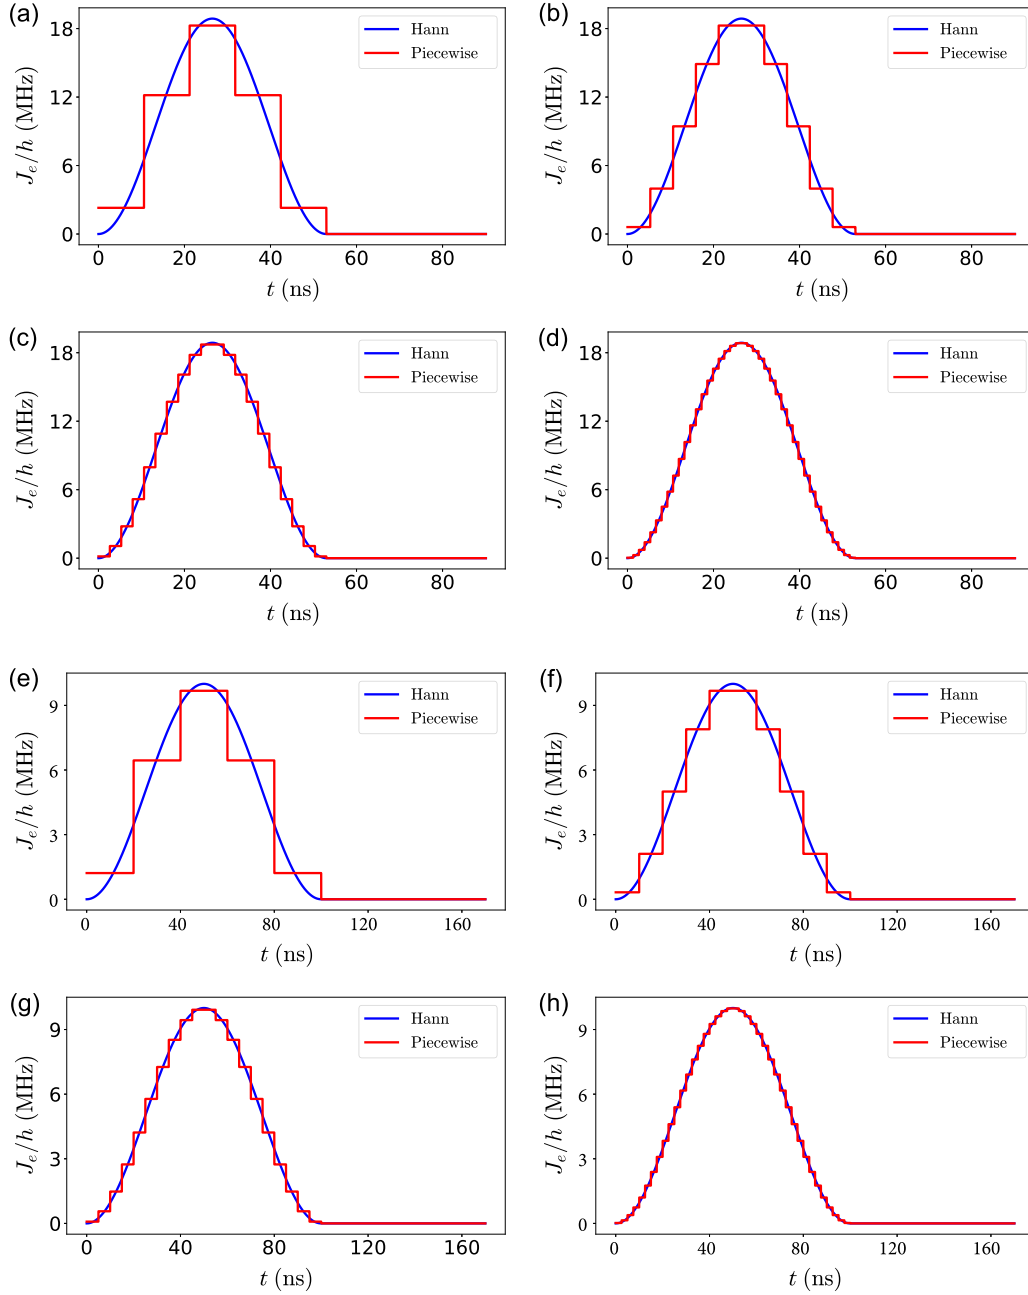 (a)
18
12
6
0
J_e/h (MHz)
Hann
Piecewise
0 20 40 60 80
t (ns)
(b)
18
12
6
0
J_e/h (MHz)
Hann
Piecewise
0 20 40 60 80
t (ns)
(c)
18
12
6
0
J_e/h (MHz)
Hann
Piecewise
0 20 40 60 80
t (ns)
(d)
18
12
6
0
J_e/h (MHz)
Hann
Piecewise
0 20 40 60 80
t (ns)
(e)
9
6
3
0
J_e/h (MHz)
Hann
Piecewise
0 40 80 120 160
t (ns)
(f)
9
6
3
0
J_e/h (MHz)
Hann
Piecewise
0 40 80 120 160
t (ns)
(g)
9
6
3
0
J_e/h (MHz)
Hann
Piecewise
0 40 80 120 160
t (ns)
(h)
9
6
3
0
J_e/h (MHz)
Hann
Piecewise
0 40 80 120 160
t (ns)